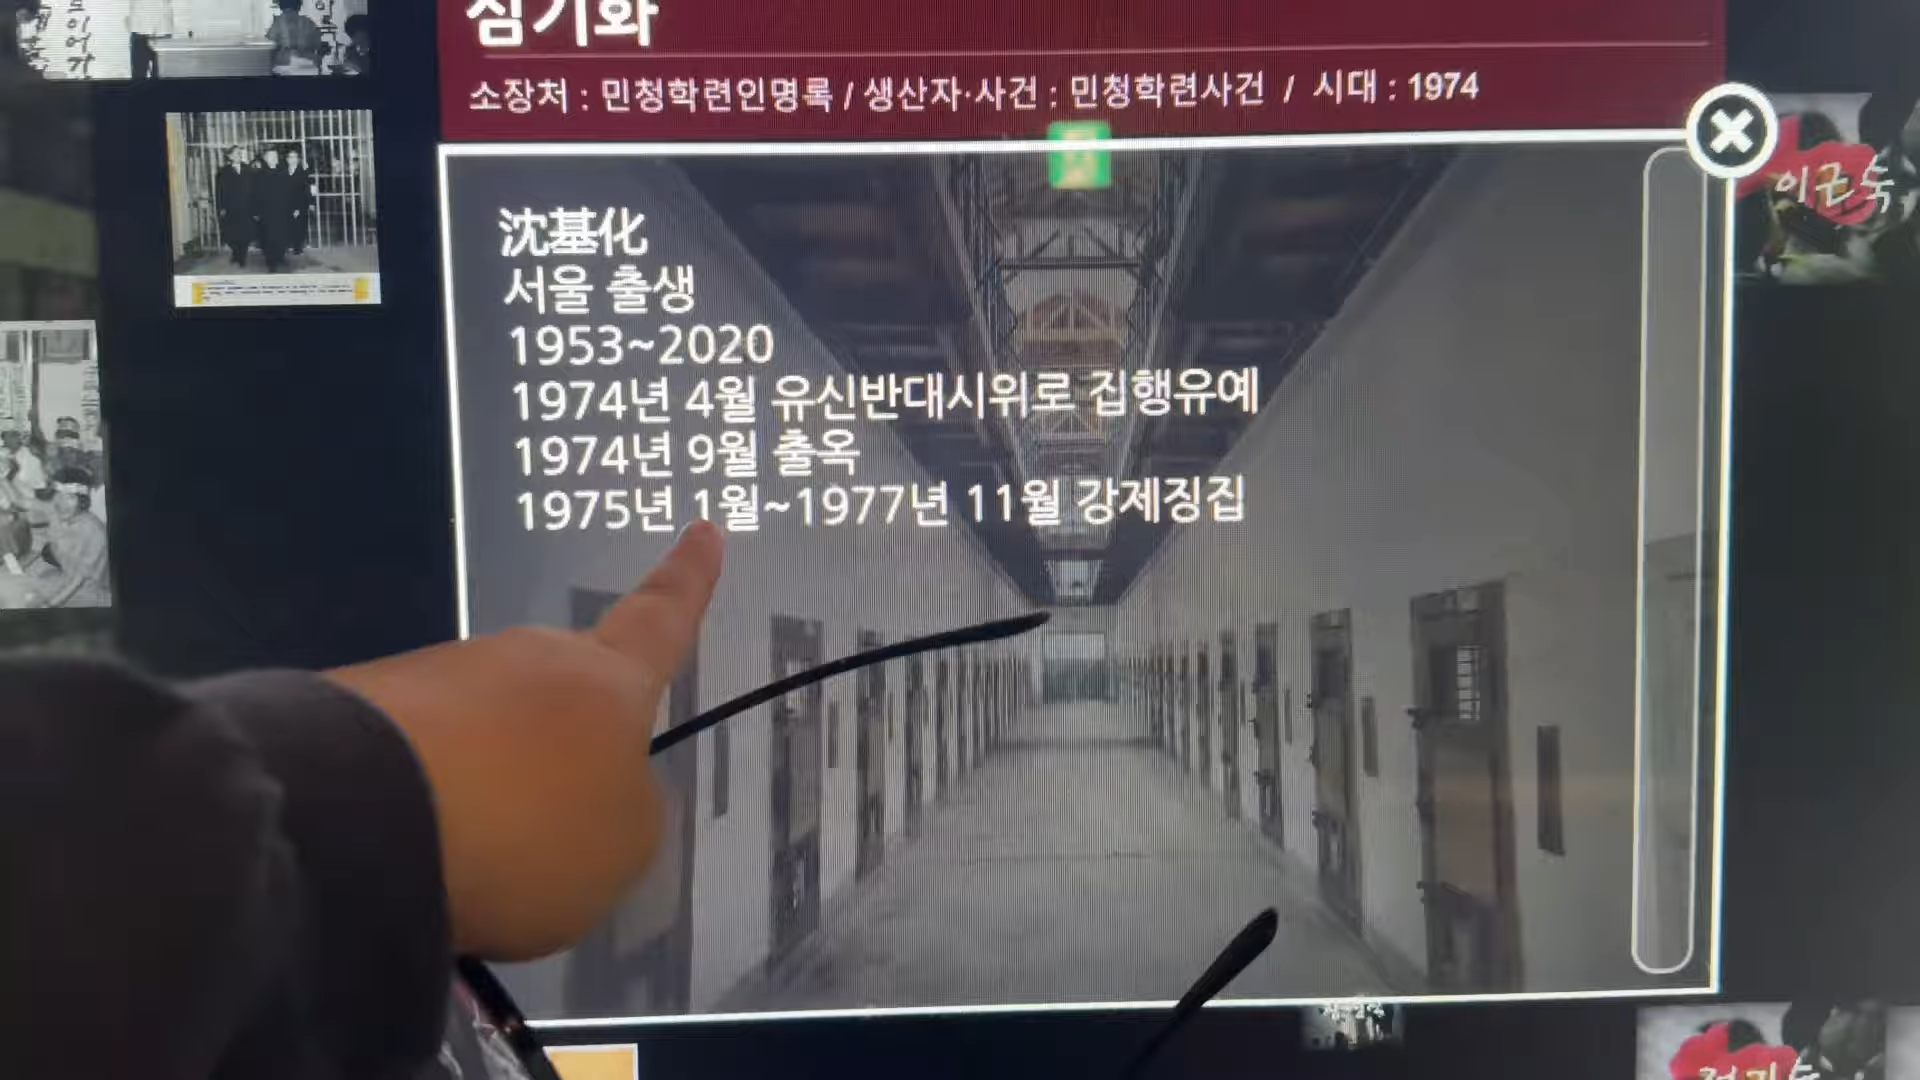 심기화
소장처 : 민청학련인명록 / 생산자·사건 : 민청학련사건 / 시대 : 1974
沈基化
서울 출생
1953~2020
1974년 4월 유신반대시위로 집행유예
1974년 9월 출옥
1975년 1월~1977년 11월 강제징집
이근숙